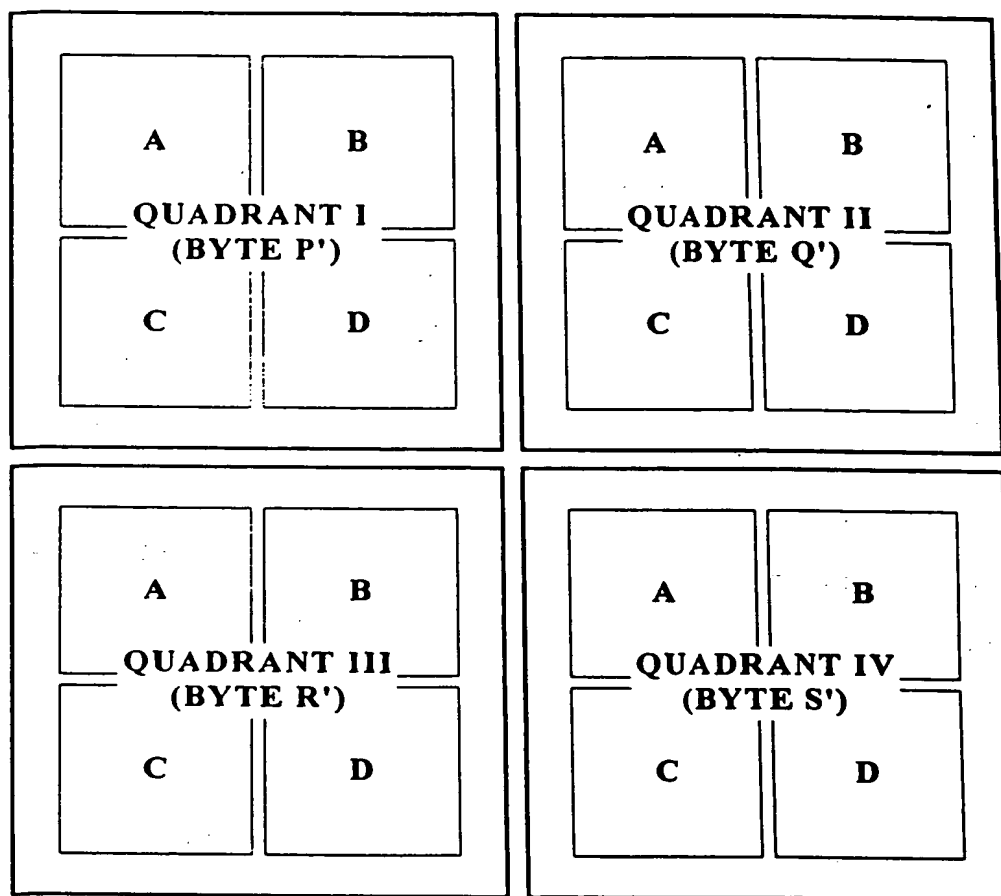 A B
QUADRANT I
(BYTE P')
C D
A B
QUADRANT II
(BYTE Q')
C D
A B
QUADRANT III
(BYTE R')
C D
A B
QUADRANT IV
(BYTE S')
C D